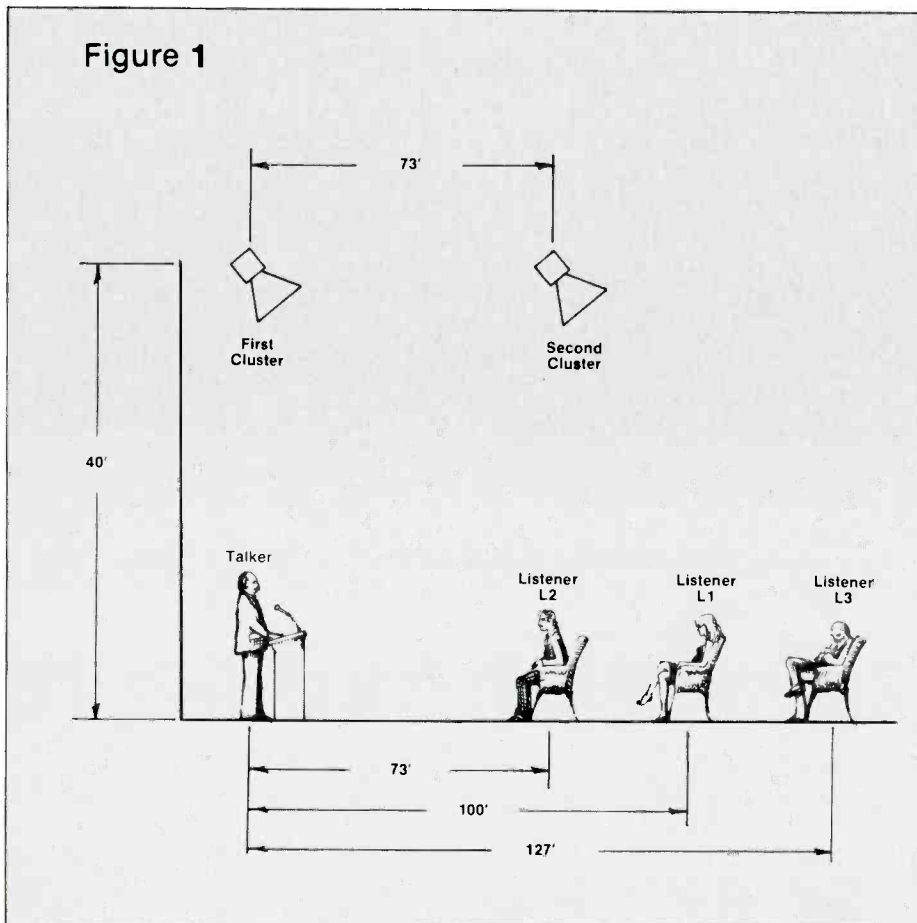 Figure 1
73'
First
Cluster
Second
Cluster
40'
Talker
Listener
L2
Listener
L1
Listener
L3
73'
100'
127'